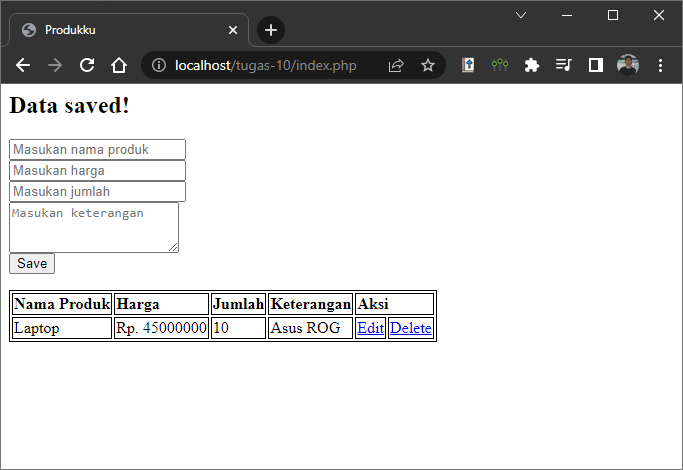 Produkku
localhost/tugas-10/index.php
Data saved!
Masukan nama produk
Masukan harga
Masukan jumlah
Masukan keterangan
Save
Nama Produk Harga Jumlah Keterangan Aksi
Laptop Rp. 45000000 10 Asus ROG Edit Delete